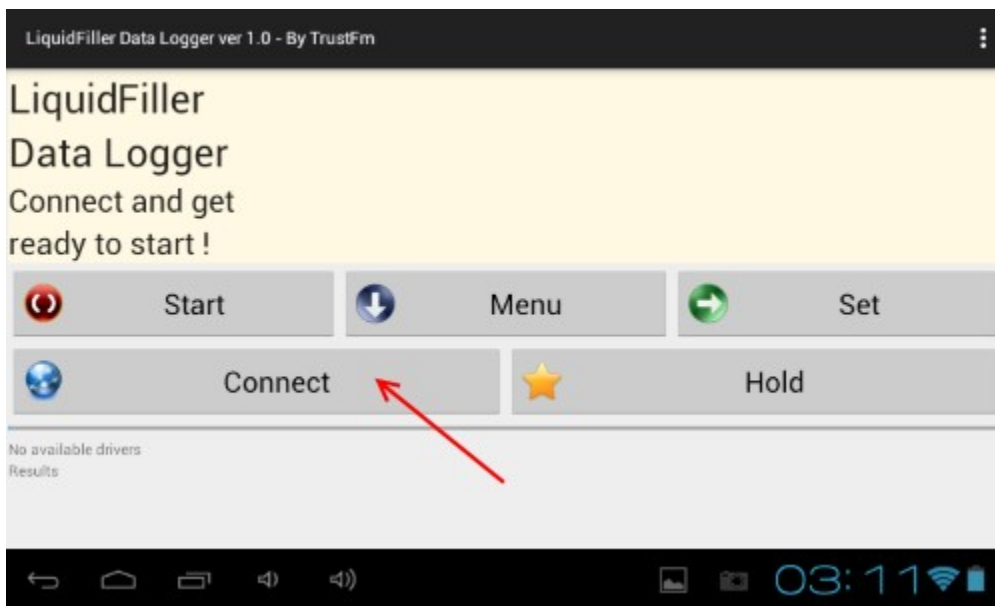 LiquidFiller Data Logger ver 1.0 - By TrustFm
LiquidFiller
Data Logger
Connect and get
ready to start !
Start
Menu
Set
Connect
Hold
No available drivers
Results
03:11